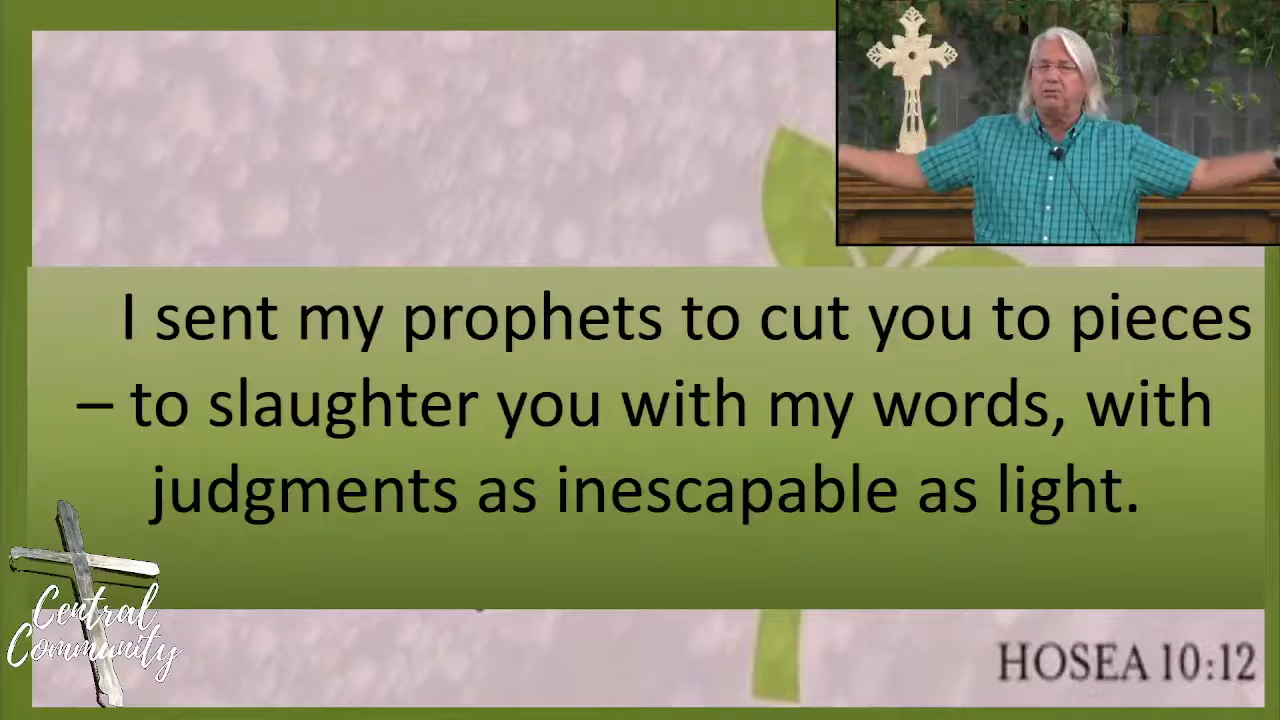 I sent my prophets to cut you to pieces
– to slaughter you with my words, with
judgments as inescapable as light.
Central
Community
HOSEA 10:12